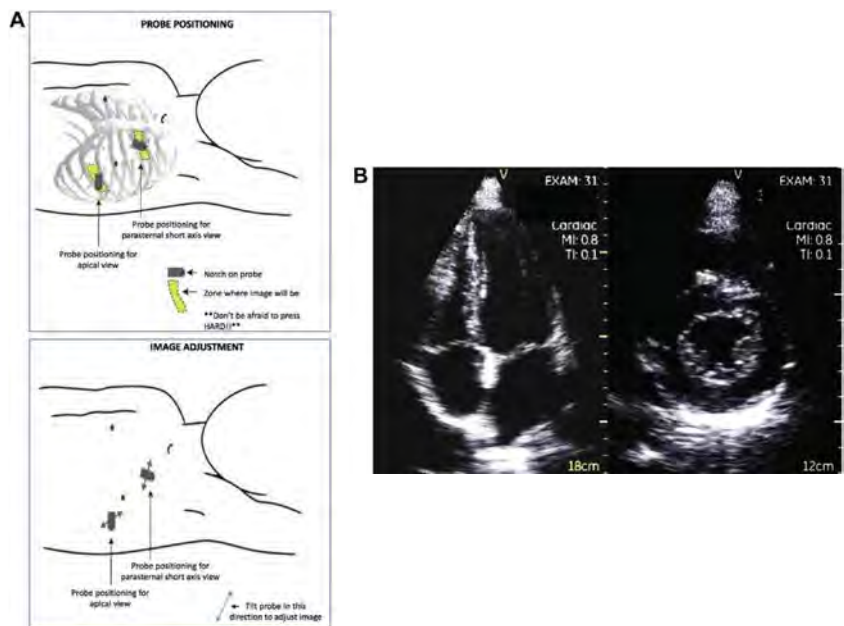 A
PROBE POSITIONING
Probe positioning for
parasternal short axis view
Probe positioning for
apical view
Notch on probe
Zone where image will be
**Don't be afraid to press
HARD!!**
IMAGE ADJUSTMENT
Probe positioning for
parasternal short axis view
Probe positioning for
apical view
Tilt probe in this
direction to adjust image
B
V
EXAM: 31
Cardiac
MI: 0.8
TI: 0.1
18cm
V
EXAM: 31
Cardiac
MI: 0.8
TI: 0.1
12cm